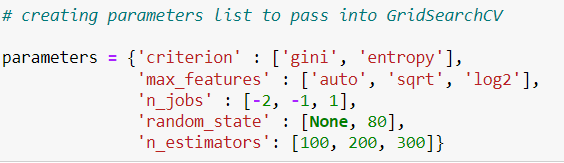 # creating parameters list to pass into GridSearchCV
parameters = {'criterion' : ['gini', 'entropy'],
'max_features' : ['auto', 'sqrt', 'log2'],
'n_jobs' : [-2, -1, 1],
'random_state' : [None, 80],
'n_estimators': [100, 200, 300]}